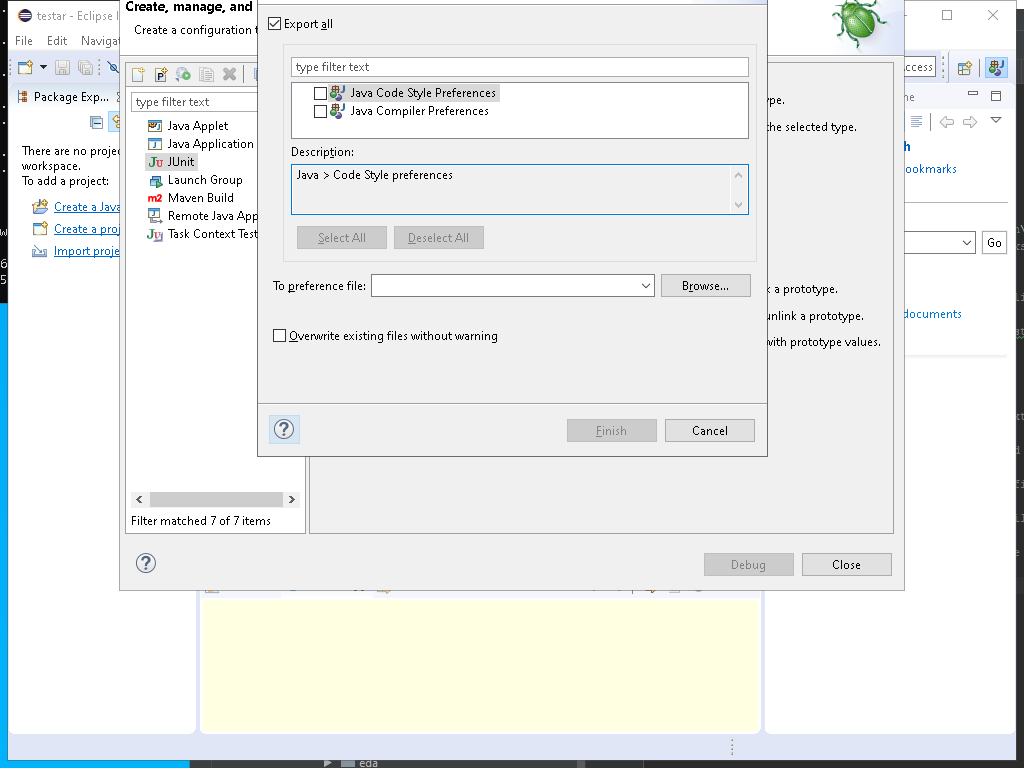 testar - Eclipse I
File Edit Navigat
Create, manage, and
Create a configuration t
Export all
type filter text
Java Code Style Preferences
Java Compiler Preferences
Description:
Java > Code Style preferences
Select All
Deselect All
To preference file:
Browse...
Overwrite existing files without warning
Finish
Cancel
Package Exp...
There are no projec
workspace.
To add a project:
Create a Java
Create a proj
Import proje
type filter text
Java Applet
Java Application
JUnit
Launch Group
Maven Build
Remote Java App
Task Context Test
Filter matched 7 of 7 items
ype.
he selected type.
k a prototype.
unlink a prototype.
with prototype values.
Debug
Close
ccess
ne
h
ookmarks
Go
documents
eda